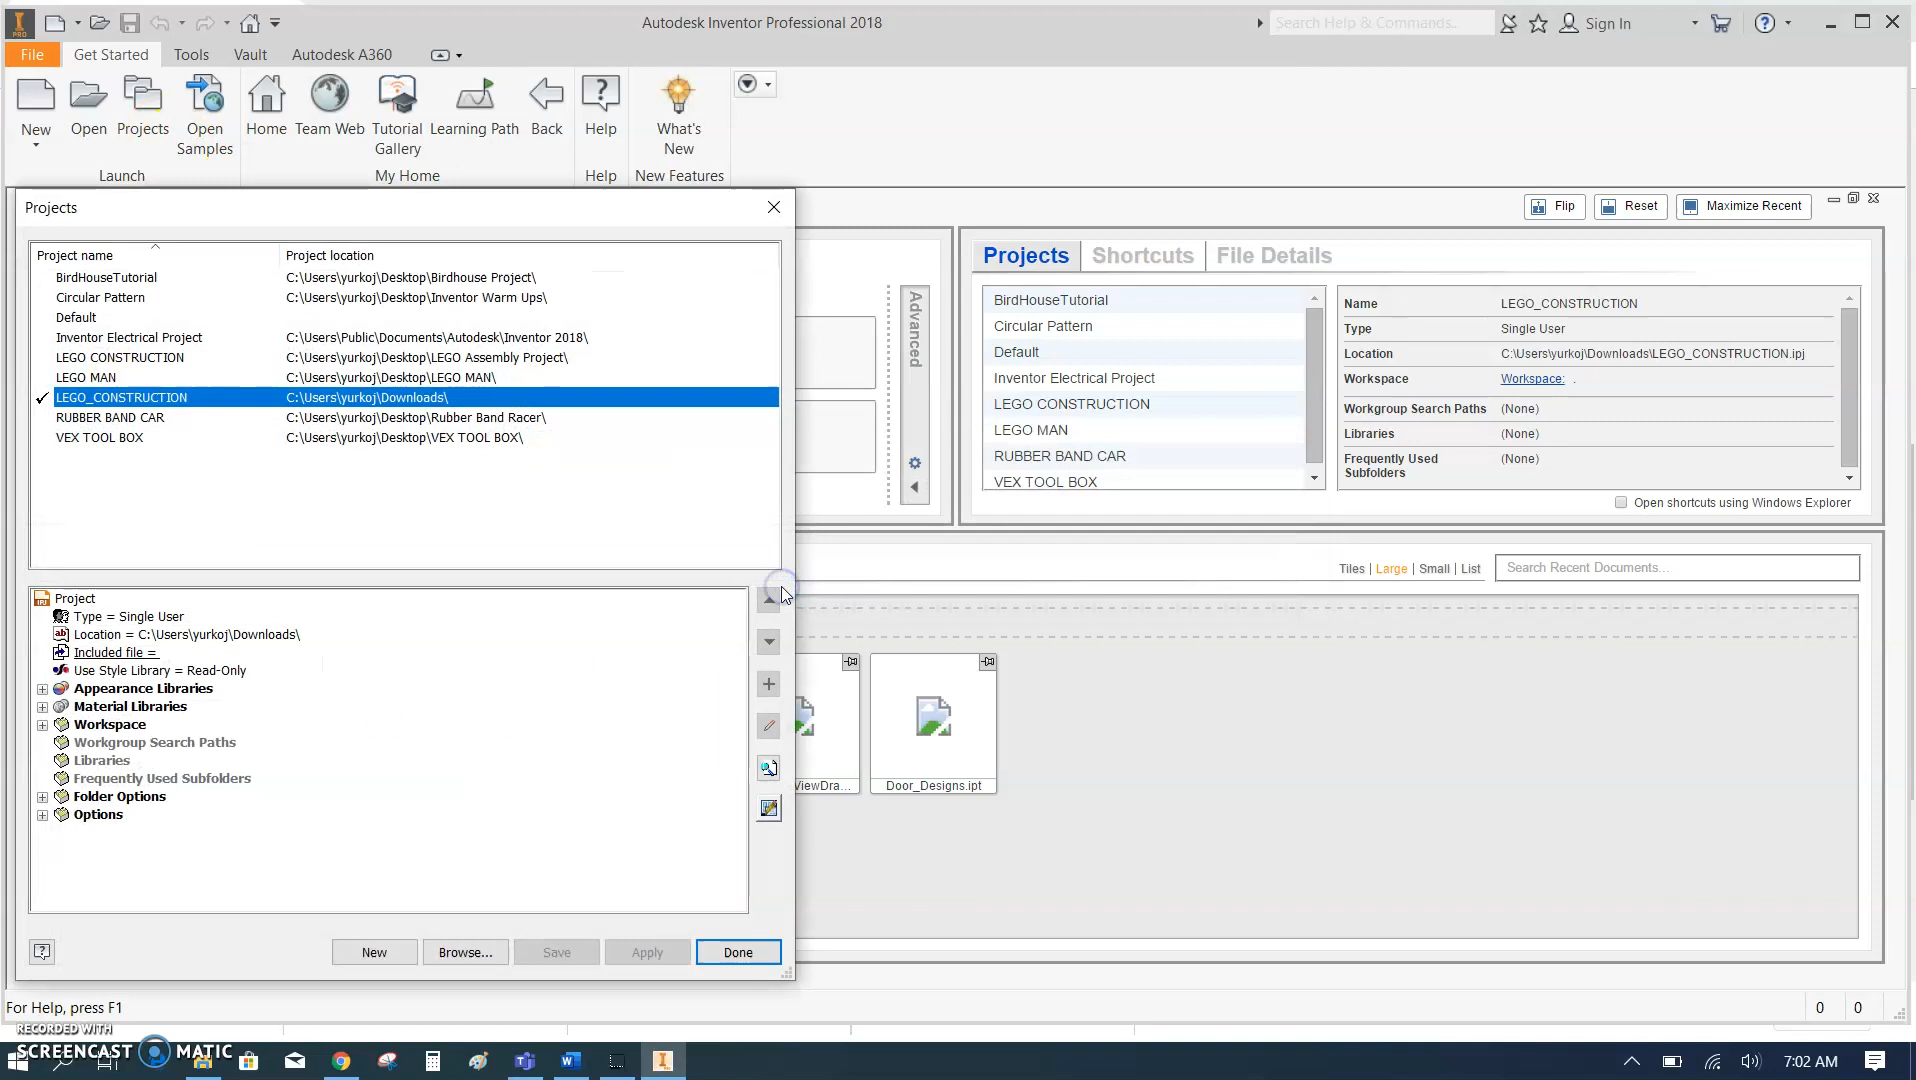 Autodesk Inventor Professional 2018
Search Help & Commands...
Sign In
PRO
File
Get Started
Tools
Vault
Autodesk A360
New
Open
Projects
Open Samples
Home
Team Web
Tutorial Gallery
Learning Path
Back
Help
What's New
Launch
My Home
Help
New Features
Projects
Project name
Project location
BirdHouseTutorial C:\Users\yurkoj\Desktop\Birdhouse Project\
Circular Pattern C:\Users\yurkoj\Desktop\Inventor Warm Ups\
Default
Inventor Electrical Project C:\Users\Public\Documents\Autodesk\Inventor 2018\
LEGO CONSTRUCTION C:\Users\yurkoj\Desktop\LEGO Assembly Project\
LEGO MAN C:\Users\yurkoj\Desktop\LEGO MAN\
LEGO_CONSTRUCTION C:\Users\yurkoj\Downloads\
RUBBER BAND CAR C:\Users\yurkoj\Desktop\Rubber Band Racer\
VEX TOOL BOX C:\Users\yurkoj\Desktop\VEX TOOL BOX\
Project
Type = Single User
Location = C:\Users\yurkoj\Downloads\
Included file =
Use Style Library = Read-Only
Appearance Libraries
Material Libraries
Workspace
Workgroup Search Paths
Libraries
Frequently Used Subfolders
Folder Options
Options
New
Browse...
Save
Apply
Done
Flip
Reset
Maximize Recent
Advanced
Projects
Shortcuts
File Details
BirdHouseTutorial
Circular Pattern
Default
Inventor Electrical Project
LEGO CONSTRUCTION
LEGO MAN
RUBBER BAND CAR
VEX TOOL BOX
Name LEGO_CONSTRUCTION
Type Single User
Location C:\Users\yurkoj\Downloads\LEGO_CONSTRUCTION.ipj
Workspace Workspace: .
Workgroup Search Paths (None)
Libraries (None)
Frequently Used Subfolders (None)
Open shortcuts using Windows Explorer
Tiles | Large | Small | List
Search Recent Documents...
ViewDra...
Door_Designs.ipt
For Help, press F1
0 0
RECORDED WITH
SCREENCAST MATIC
7:02 AM